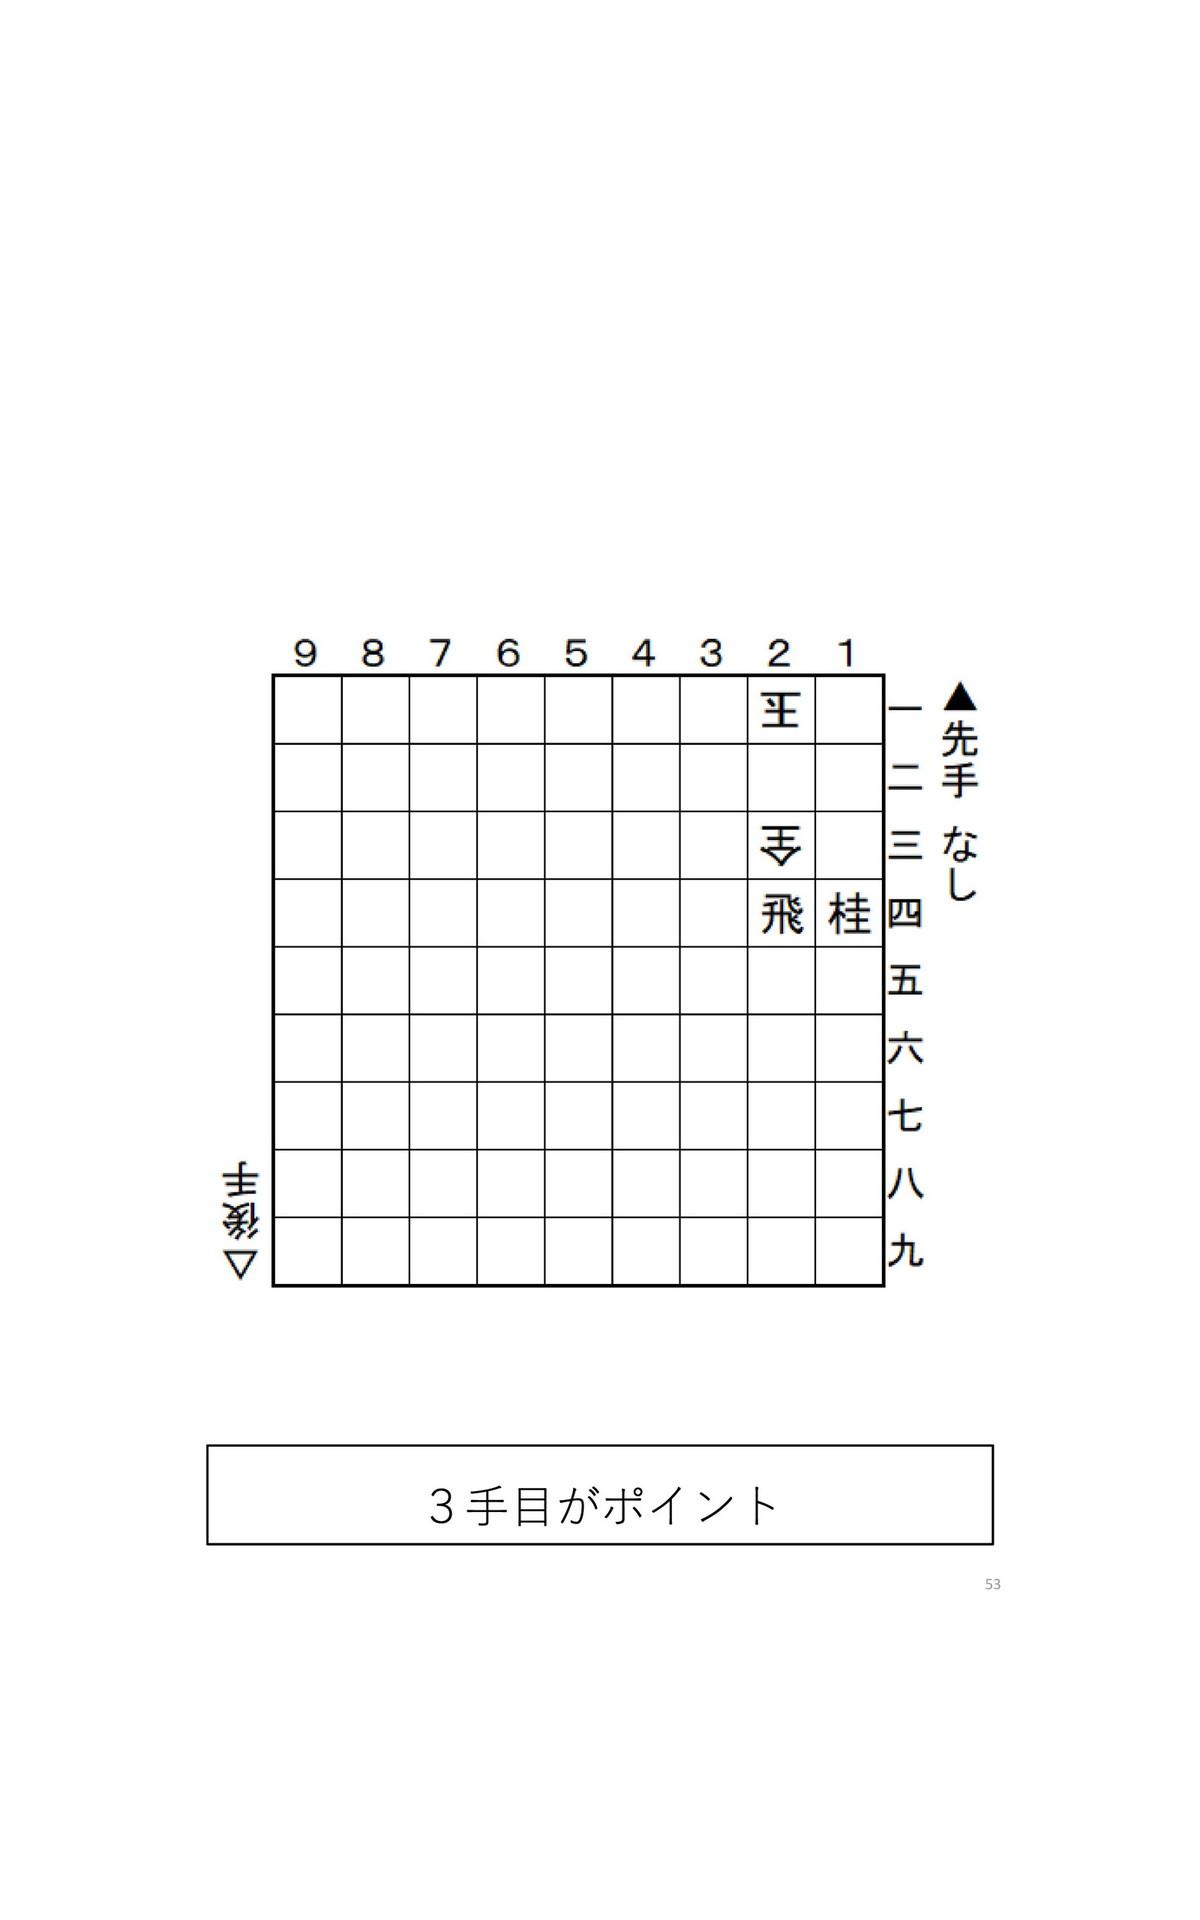 9 8 7 6 5 4 3 2 1
▲先手 なし
王 一
二
全 三
飛 桂 四
五
六
七
八
九
△後手
３手目がポイント
53